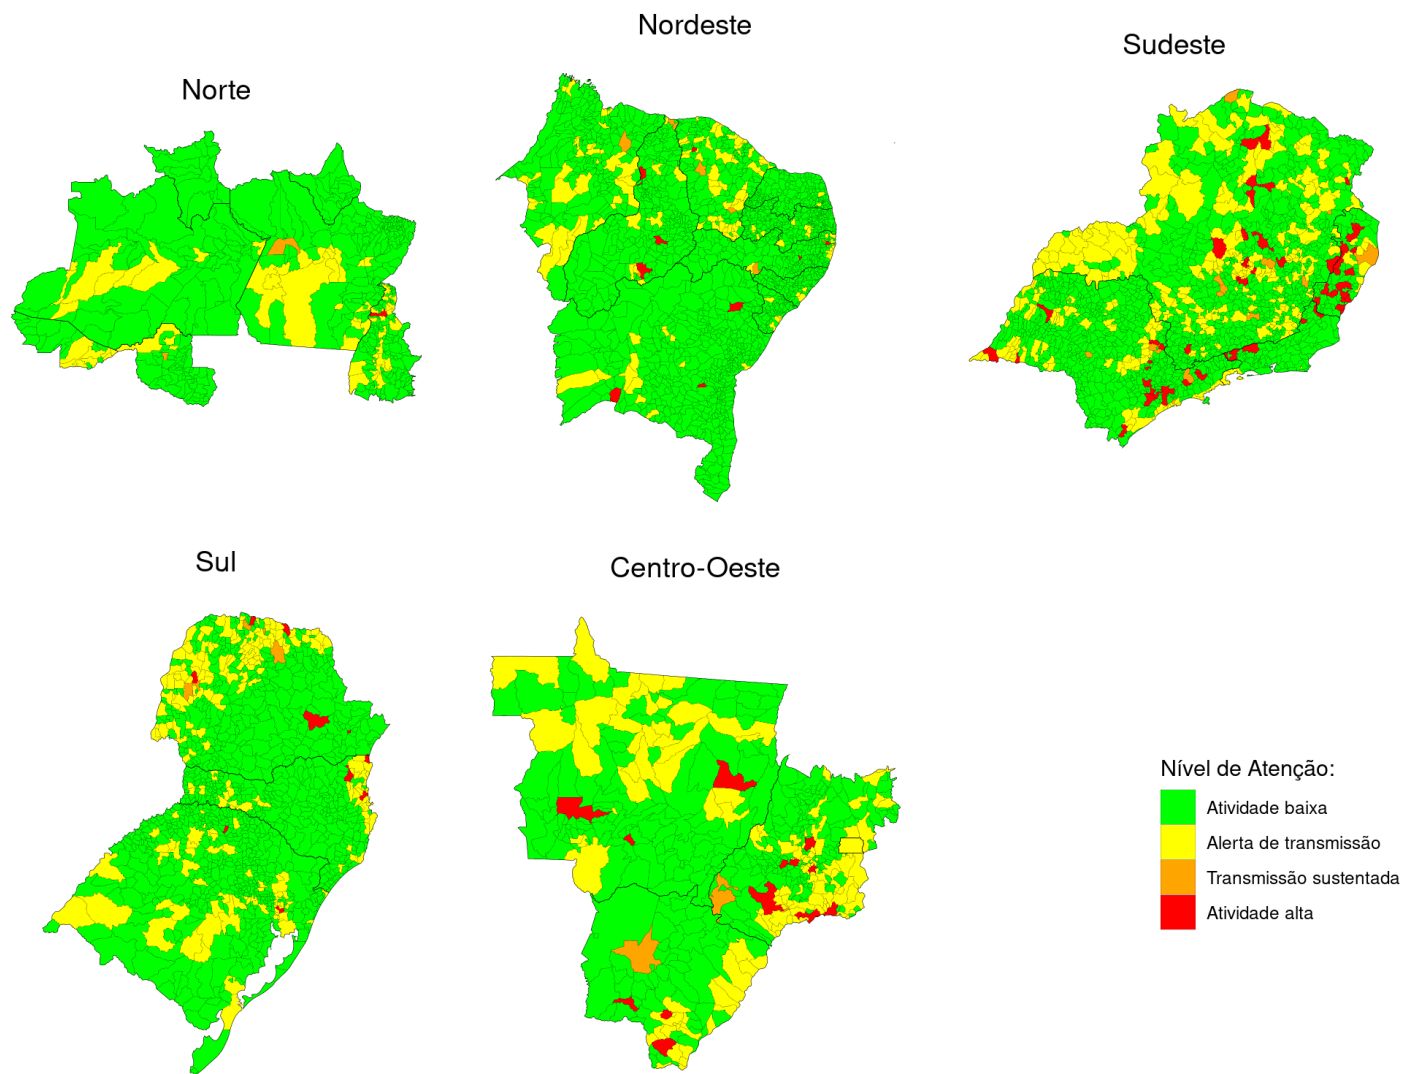 Nordeste
Sudeste
Norte
Sul
Centro-Oeste
Nível de Atenção:
Atividade baixa
Alerta de transmissão
Transmissão sustentada
Atividade alta